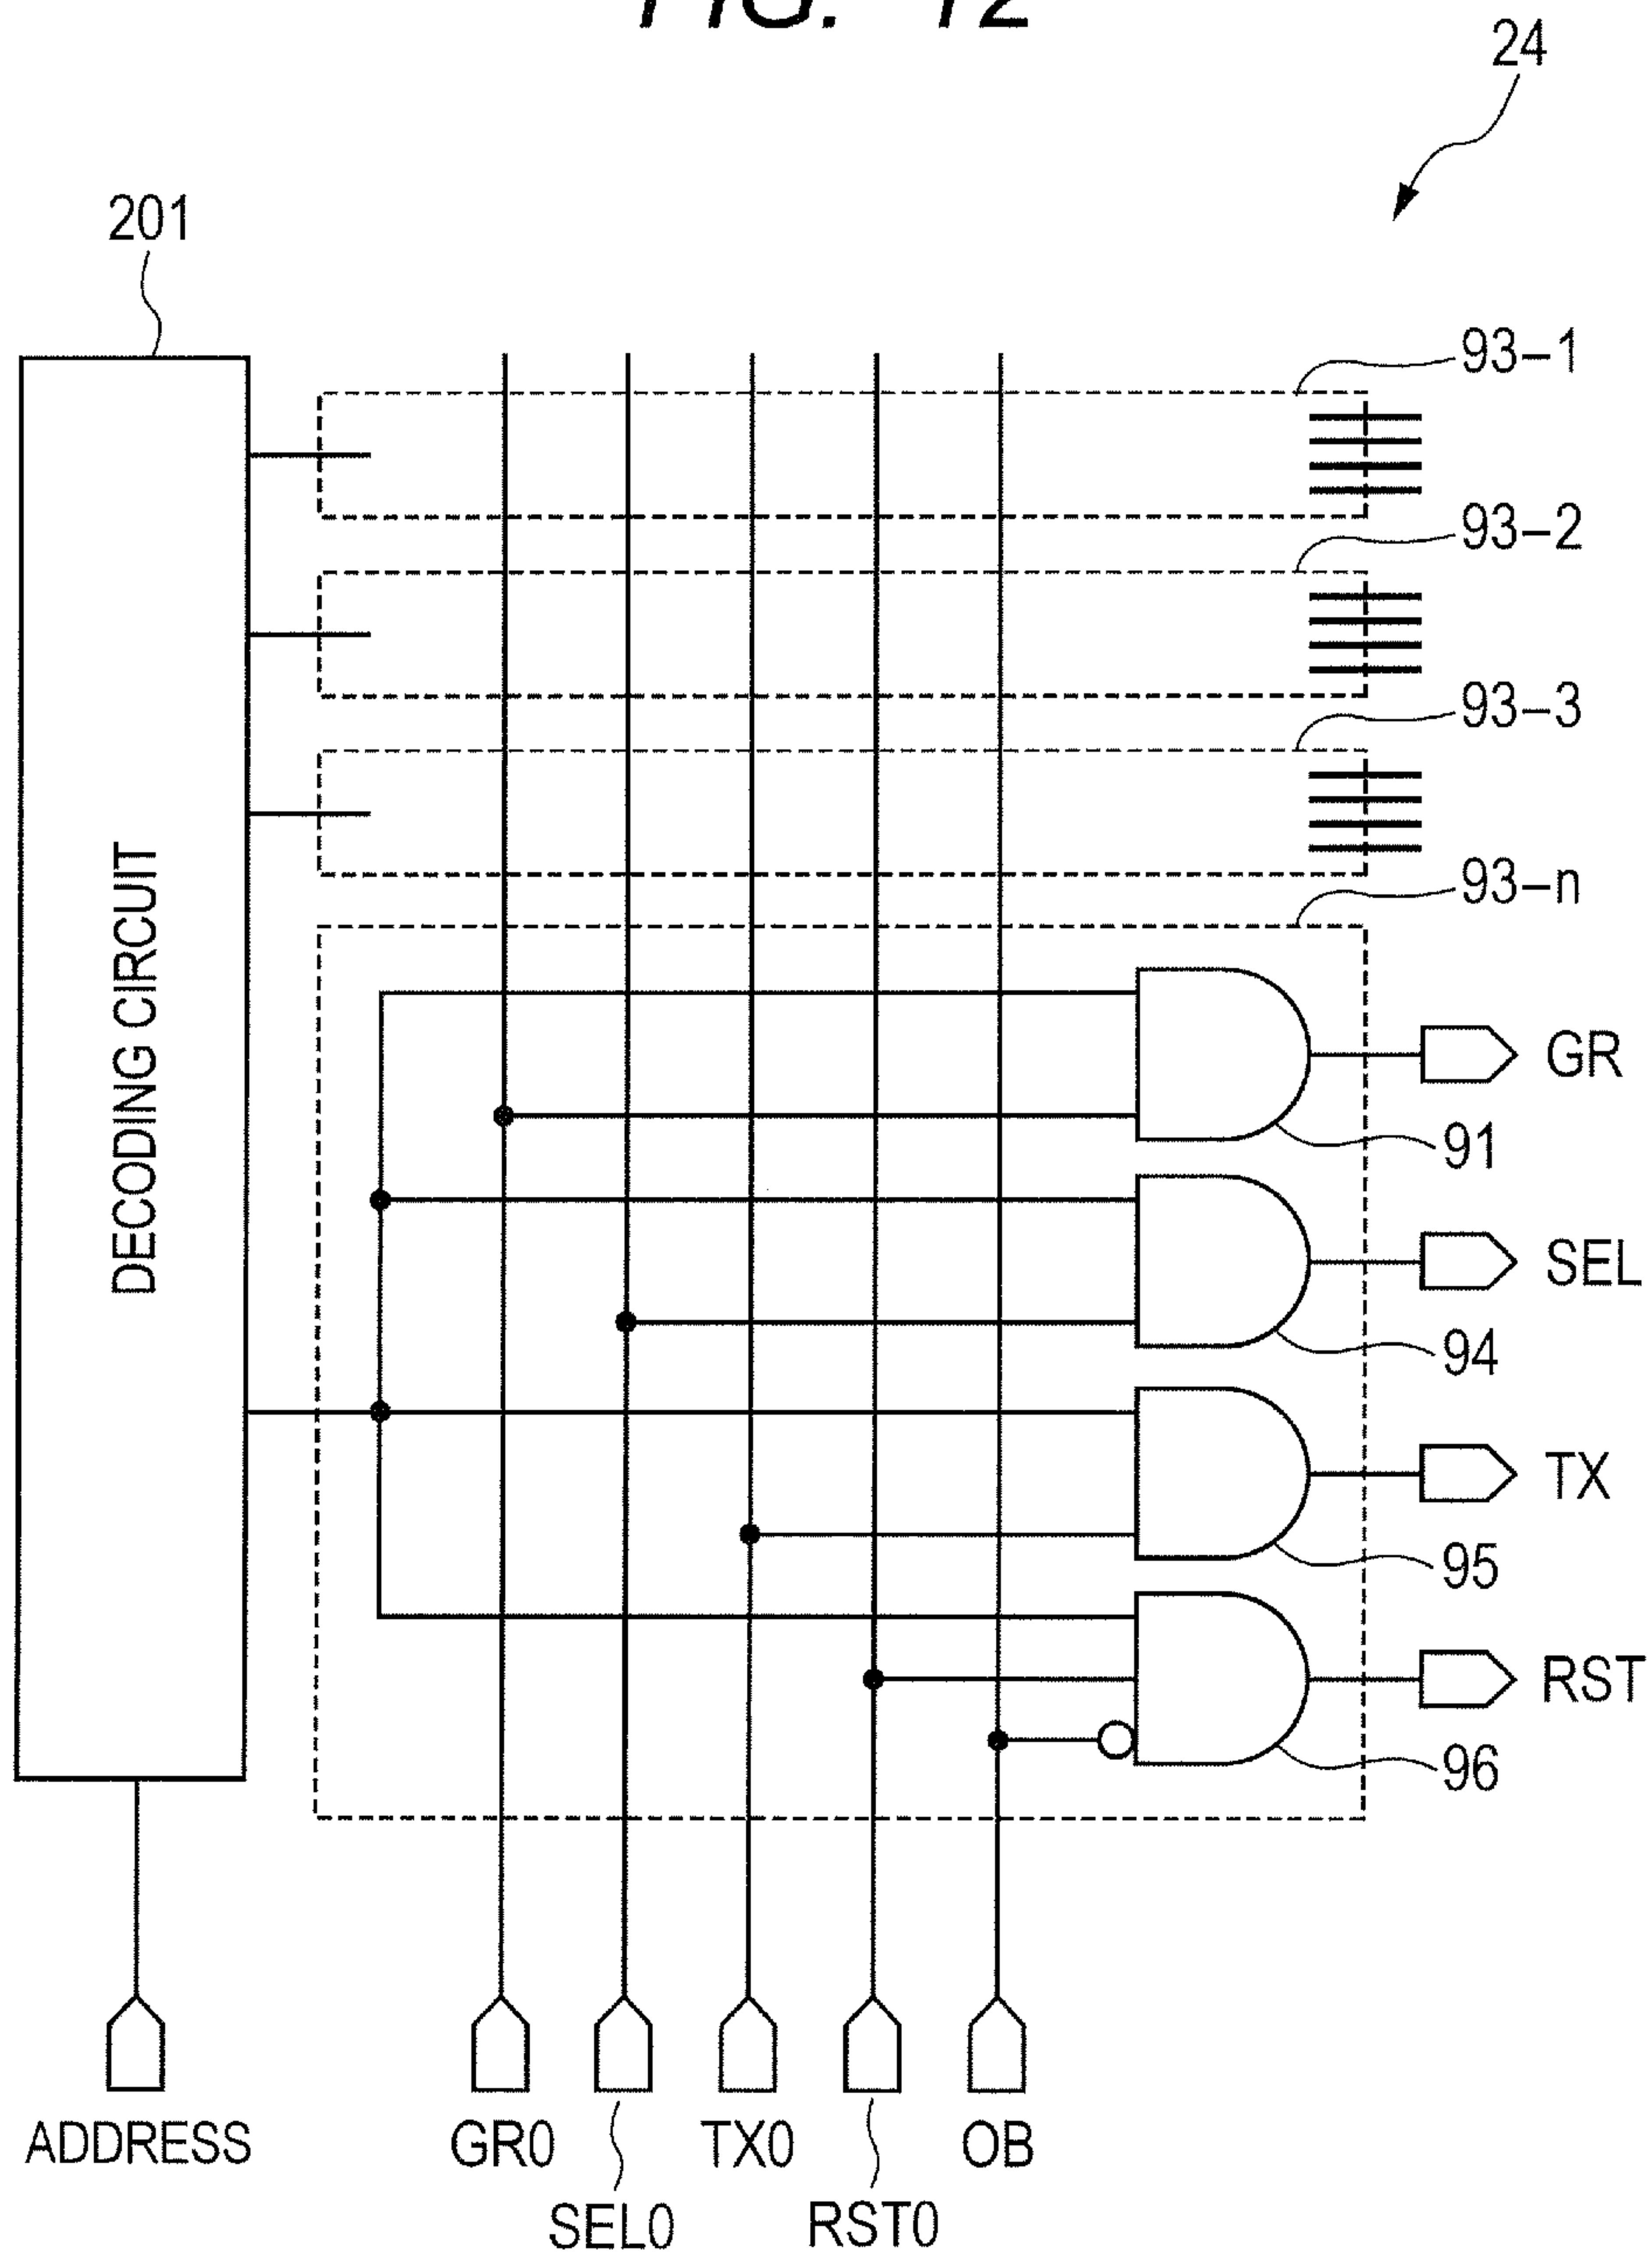 FIG. 12
24
201
93-1
93-2
93-3
93-n
DECODING CIRCUIT
GR
91
SEL
94
TX
95
RST
96
ADDRESS
GR0
SEL0
TX0
RST0
OB